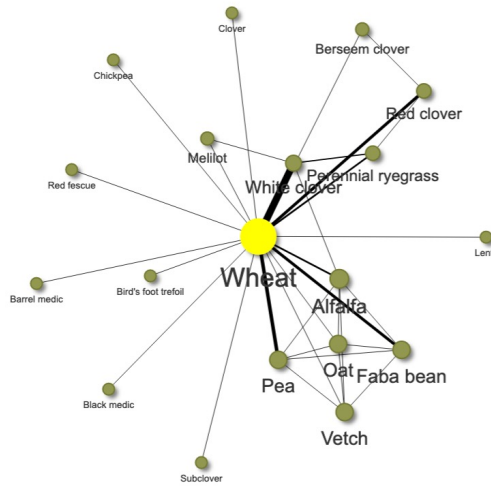 Clover
Berseem clover
Chickpea
Red clover
Melilot
Perennial ryegrass
White clover
Red fescue
Lent
Wheat
Bird's foot trefoil
Barrel medic
Alfalfa
Oat
Faba bean
Pea
Black medic
Vetch
Subclover